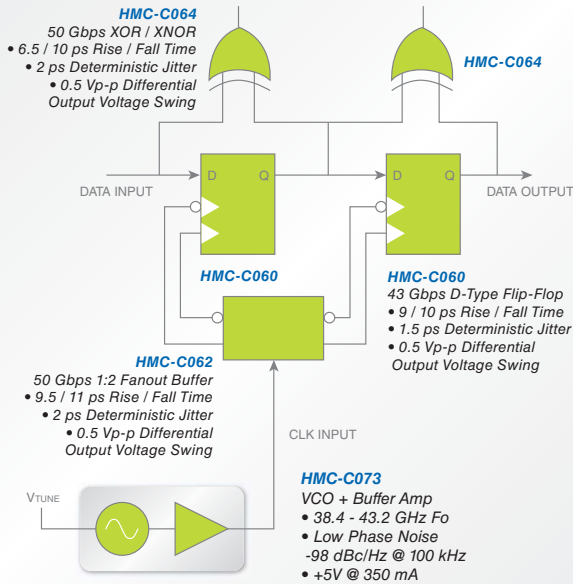 HMC-C064
50 Gbps XOR / XNOR
• 6.5 / 10 ps Rise / Fall Time
• 2 ps Deterministic Jitter
• 0.5 Vp-p Differential
Output Voltage Swing
HMC-C064
D
Q
D
Q
DATA INPUT
DATA OUTPUT
HMC-C060
HMC-C060
43 Gbps D-Type Flip-Flop
• 9 / 10 ps Rise / Fall Time
• 1.5 ps Deterministic Jitter
• 0.5 Vp-p Differential
Output Voltage Swing
HMC-C062
50 Gbps 1:2 Fanout Buffer
• 9.5 / 11 ps Rise / Fall Time
• 2 ps Deterministic Jitter
• 0.5 Vp-p Differential
Output Voltage Swing
CLK INPUT
VTUNE
HMC-C073
VCO + Buffer Amp
• 38.4 - 43.2 GHz Fo
• Low Phase Noise
-98 dBc/Hz @ 100 kHz
• +5V @ 350 mA